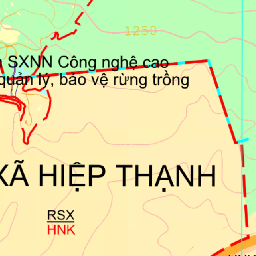 1250
SXNN Công nghệ cao
quản lý, bảo vệ rừng trồng
XÃ HIỆP THẠNH
RSX
HNK